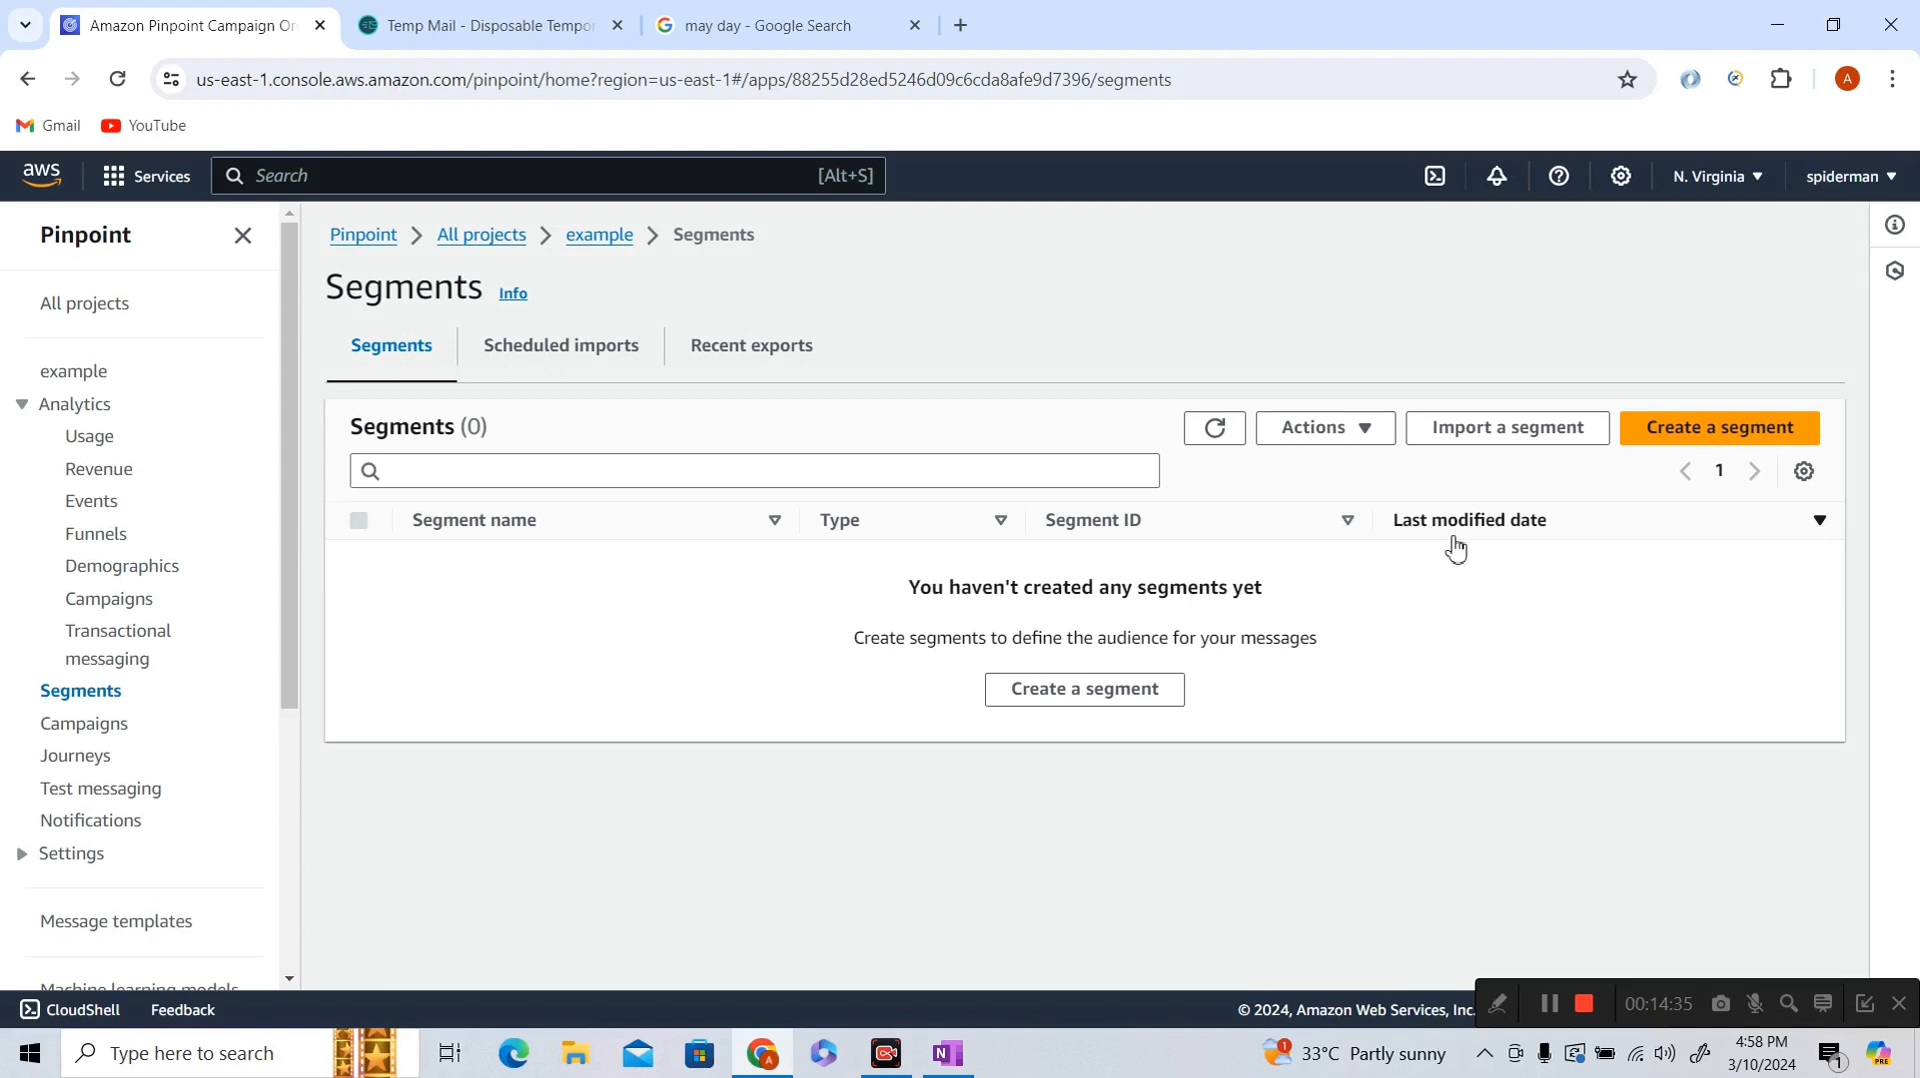 Amazon Pinpoint Campaign Or
Temp Mail - Disposable Tempor
may day - Google Search
us-east-1.console.aws.amazon.com/pinpoint/home?region=us-east-1#/apps/88255d28ed5246d09c6cda8afe9d7396/segments
A
Gmail
YouTube
aws
Services
Search
[Alt+S]
N. Virginia
spiderman
Pinpoint
All projects
example
Analytics
Usage
Revenue
Events
Funnels
Demographics
Campaigns
Transactional
messaging
Segments
Campaigns
Journeys
Test messaging
Notifications
Settings
Message templates
Machine learning models
Pinpoint > All projects > example > Segments
Segments Info
Segments
Scheduled imports
Recent exports
Segments (0)
Actions
Import a segment
Create a segment
1
Segment name
Type
Segment ID
Last modified date
You haven't created any segments yet
Create segments to define the audience for your messages
Create a segment
CloudShell
Feedback
© 2024, Amazon Web Services, Inc.
00:14:35
Type here to search
33°C Partly sunny
4:58 PM
3/10/2024